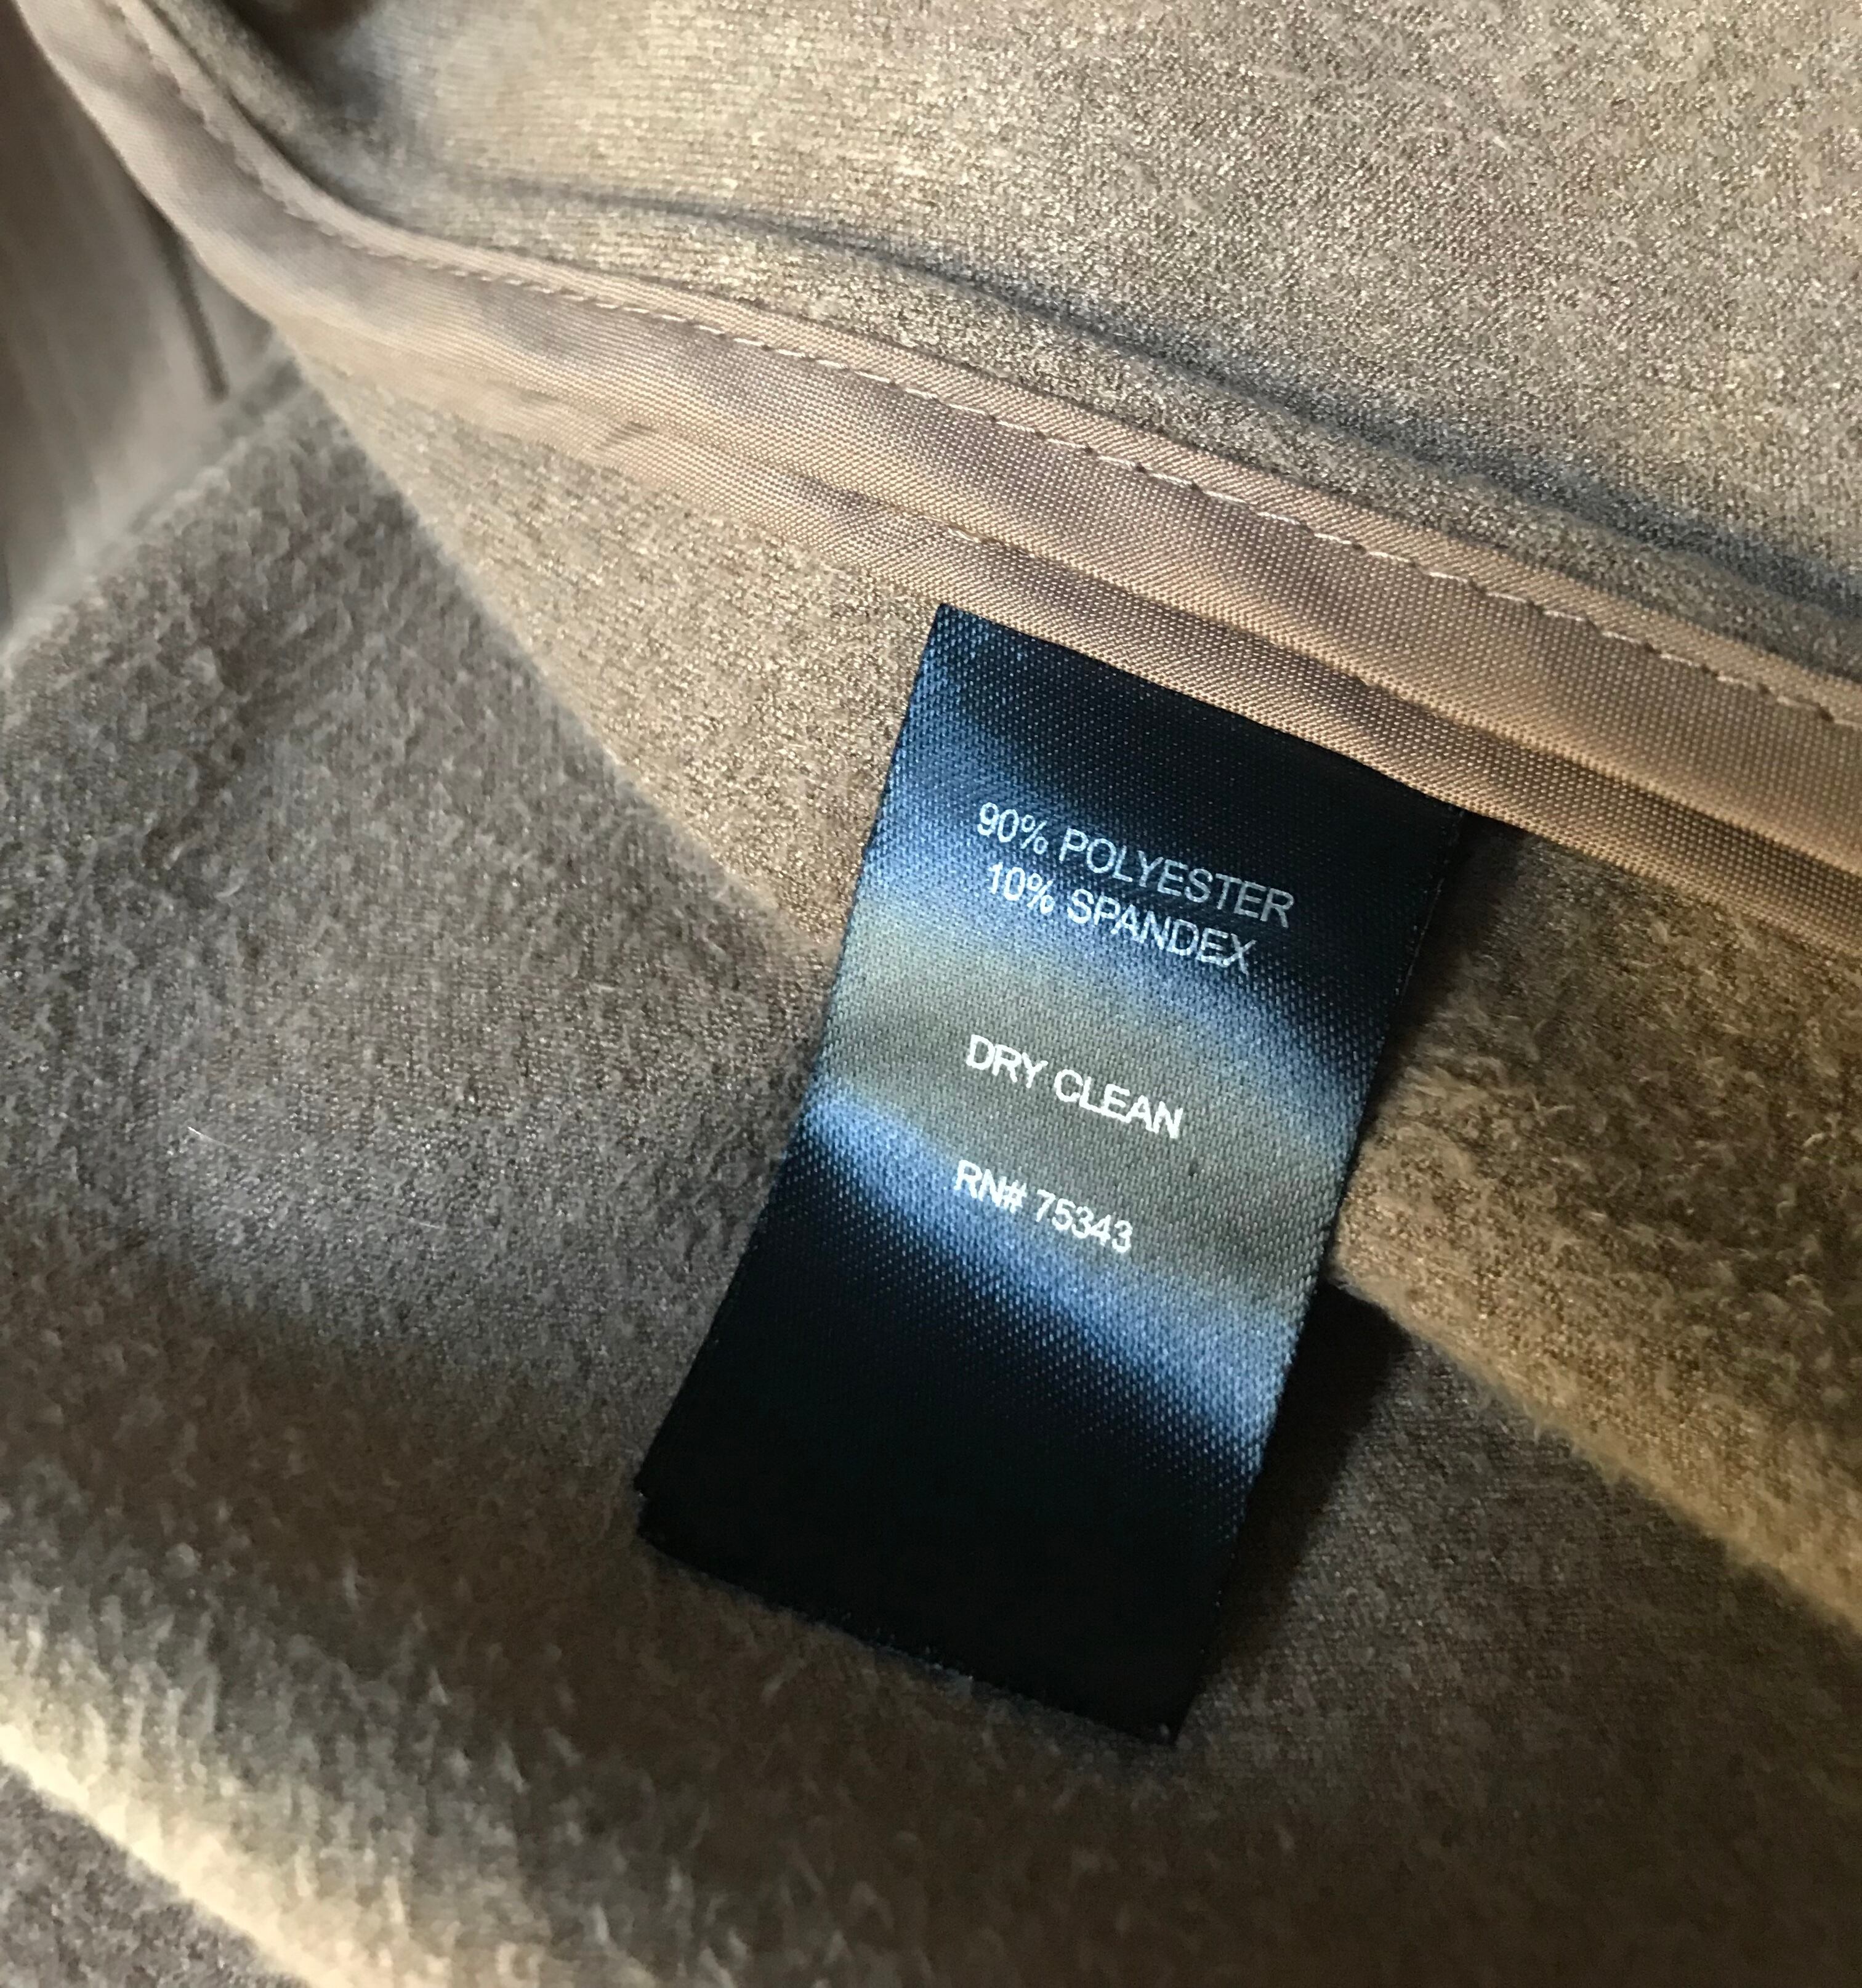 90% POLYESTER
10% SPANDEX
DRY CLEAN
RN# 75343